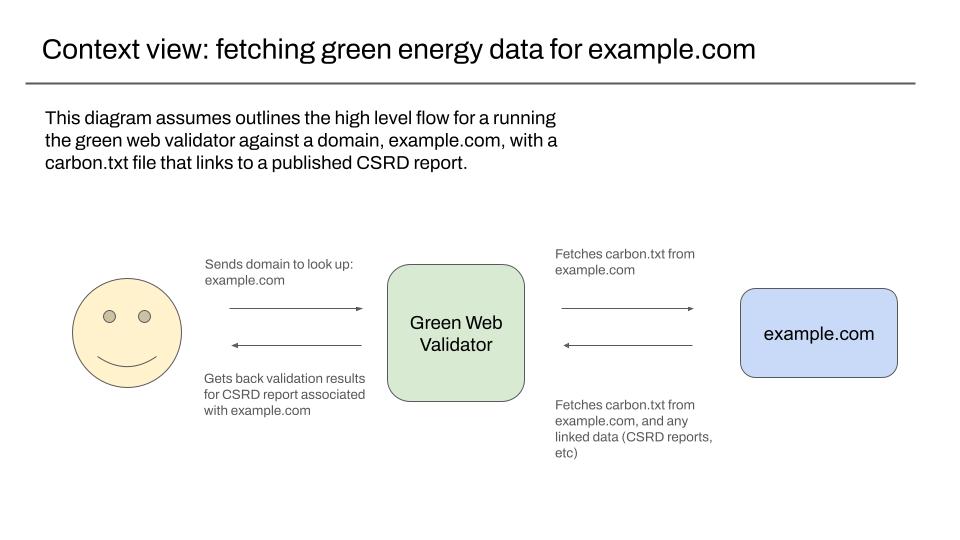 Context view: fetching green energy data for example.com
This diagram assumes outlines the high level flow for a running
the green web validator against a domain, example.com, with a
carbon.txt file that links to a published CSRD report.
Sends domain to look up:
example.com
Gets back validation results
for CSRD report associated
with example.com
Green Web
Validator
Fetches carbon.txt from
example.com
Fetches carbon.txt from
example.com, and any
linked data (CSRD reports,
etc)
example.com